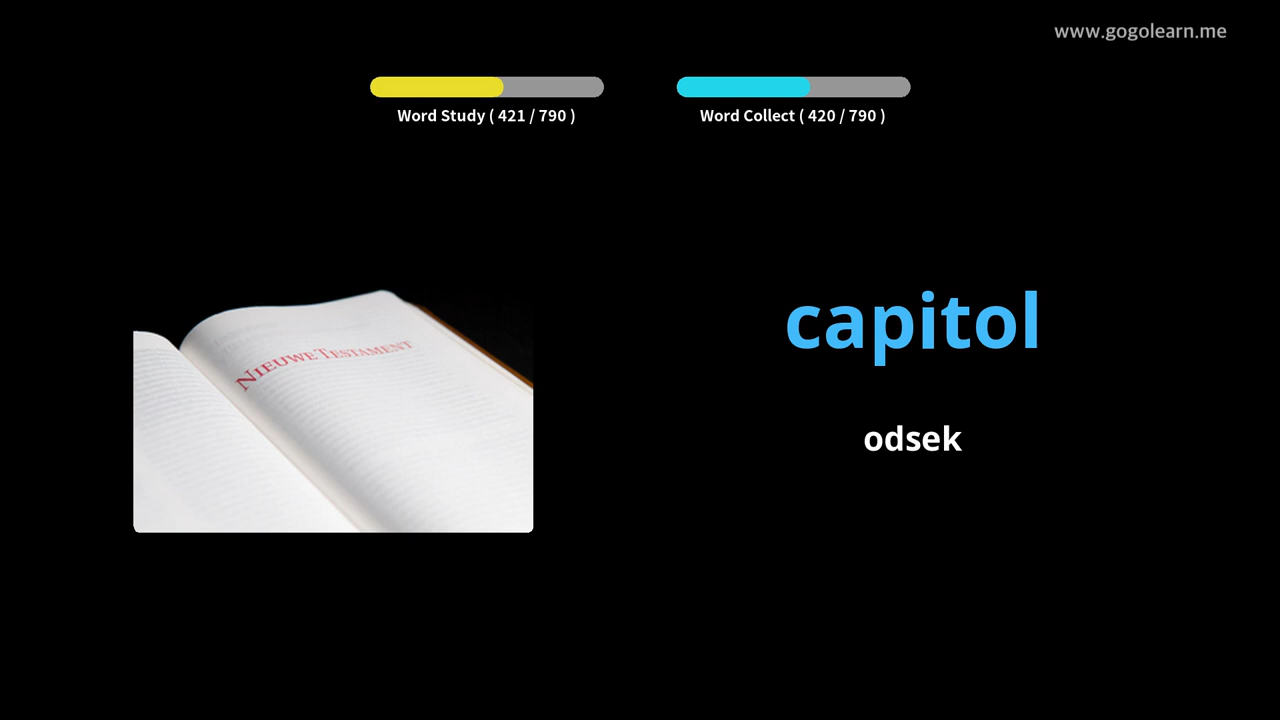 www.gogolearn.me
Word Study ( 421 / 790 )
Word Collect ( 420 / 790 )
NIEUWE TESTAMENT
capitol
odsek